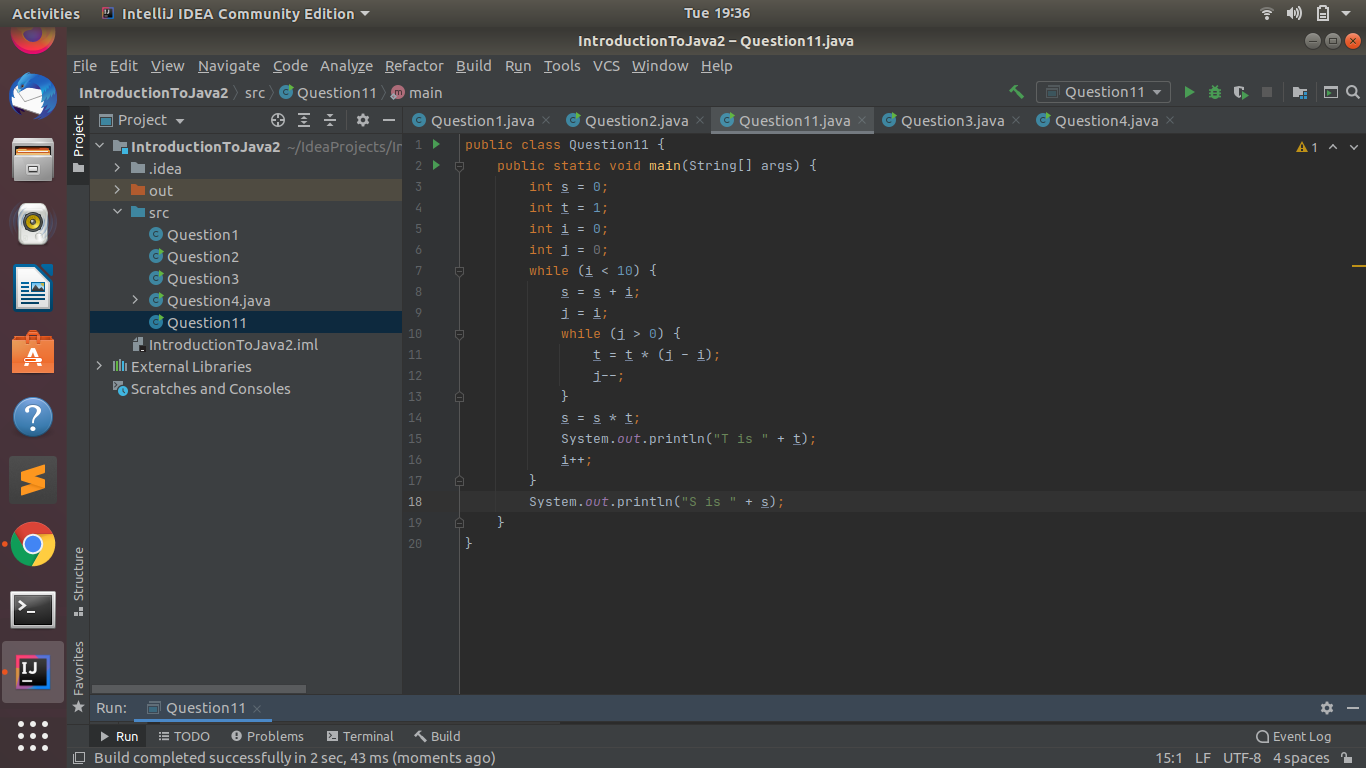 Activities IntelliJ IDEA Community Edition Tue 19:36
IntroductionToJava2 – Question11.java
File Edit View Navigate Code Analyze Refactor Build Run Tools VCS Window Help
IntroductionToJava2 src Question11 main Question11
Project Project Question1.java Question2.java Question11.java Question3.java Question4.java
IntroductionToJava2 ~/IdeaProjects/In
.idea
out
src
Question1
Question2
Question3
Question4.java
Question11
IntroductionToJava2.iml
External Libraries
Scratches and Consoles
1 public class Question11 { 1
2 public static void main(String[] args) {
3 int s = 0;
4 int t = 1;
5 int i = 0;
6 int j = 0;
7 while (i < 10) {
8 s = s + i;
9 j = i;
10 while (j > 0) {
11 t = t * (j - i);
12 j--;
13 }
14 s = s * t;
15 System.out.println("T is " + t);
16 i++;
17 }
18 System.out.println("S is " + s);
19 }
20 }
Structure
Favorites
Run: Question11
Run TODO Problems Terminal Build Event Log
Build completed successfully in 2 sec, 43 ms (moments ago) 15:1 LF UTF-8 4 spaces